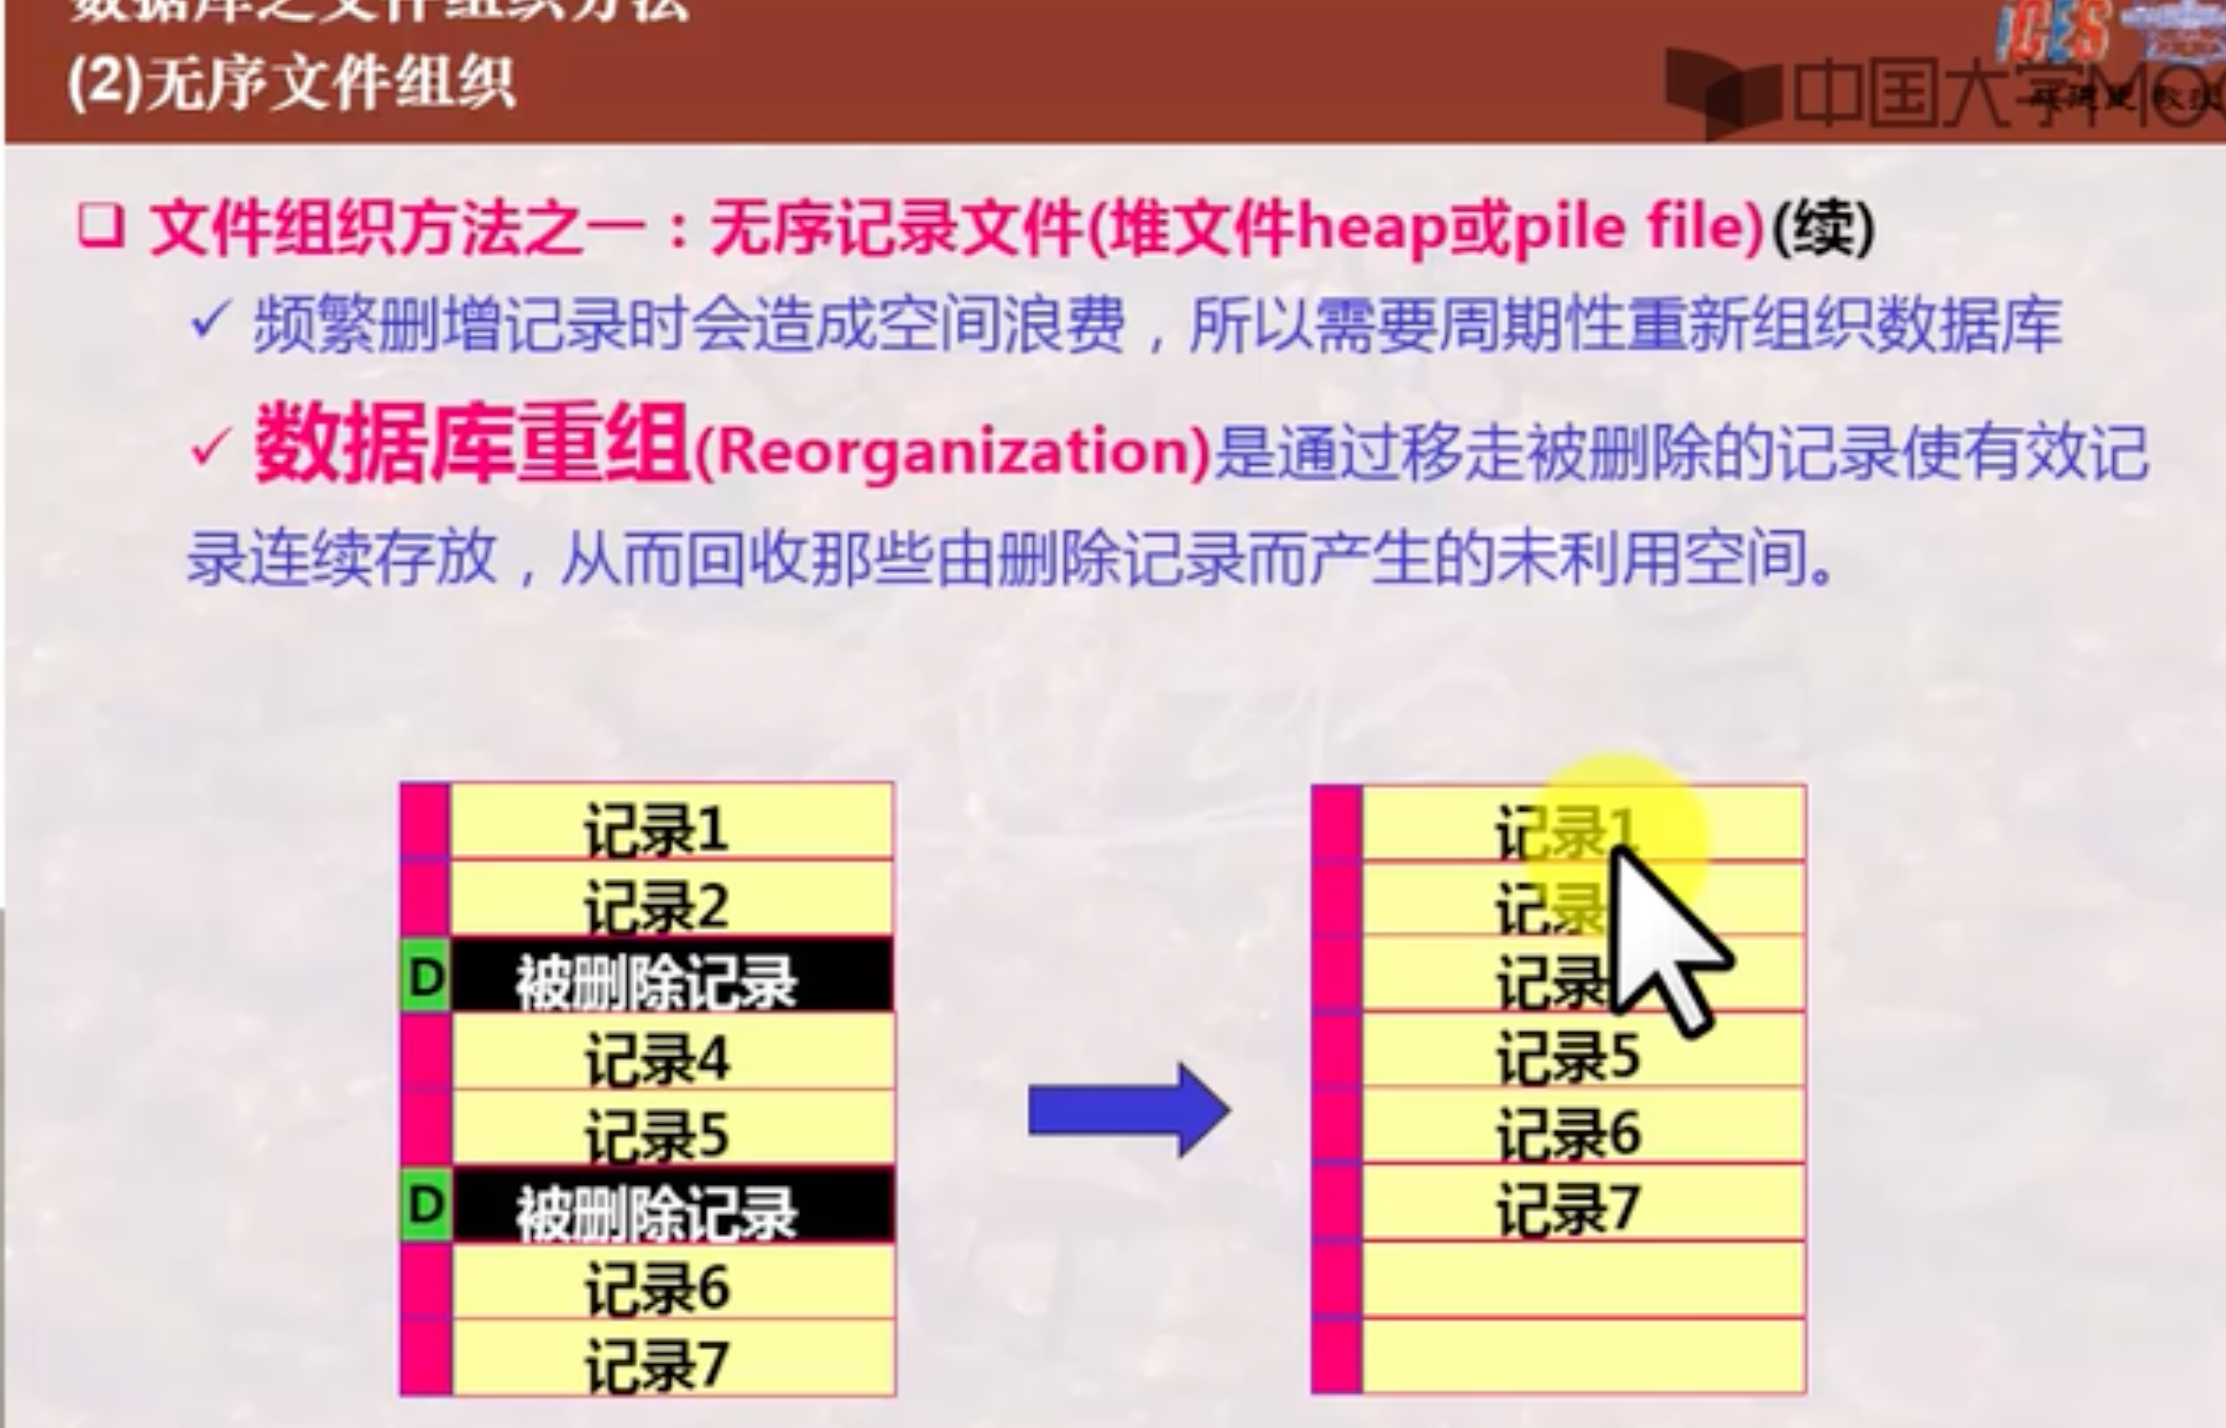 数据库之文件组织方法
(2)无序文件组织
ICES
中国大学MOO
❑ 文件组织方法之一：无序记录文件(堆文件heap或pile file)(续)
✓ 频繁删增记录时会造成空间浪费，所以需要周期性重新组织数据库
✓ 数据库重组(Reorganization)是通过移走被删除的记录使有效记
录连续存放，从而回收那些由删除记录而产生的未利用空间。
记录1
记录2
D 被删除记录
记录4
记录5
D 被删除记录
记录6
记录7
记录1
记录
记录
记录5
记录6
记录7